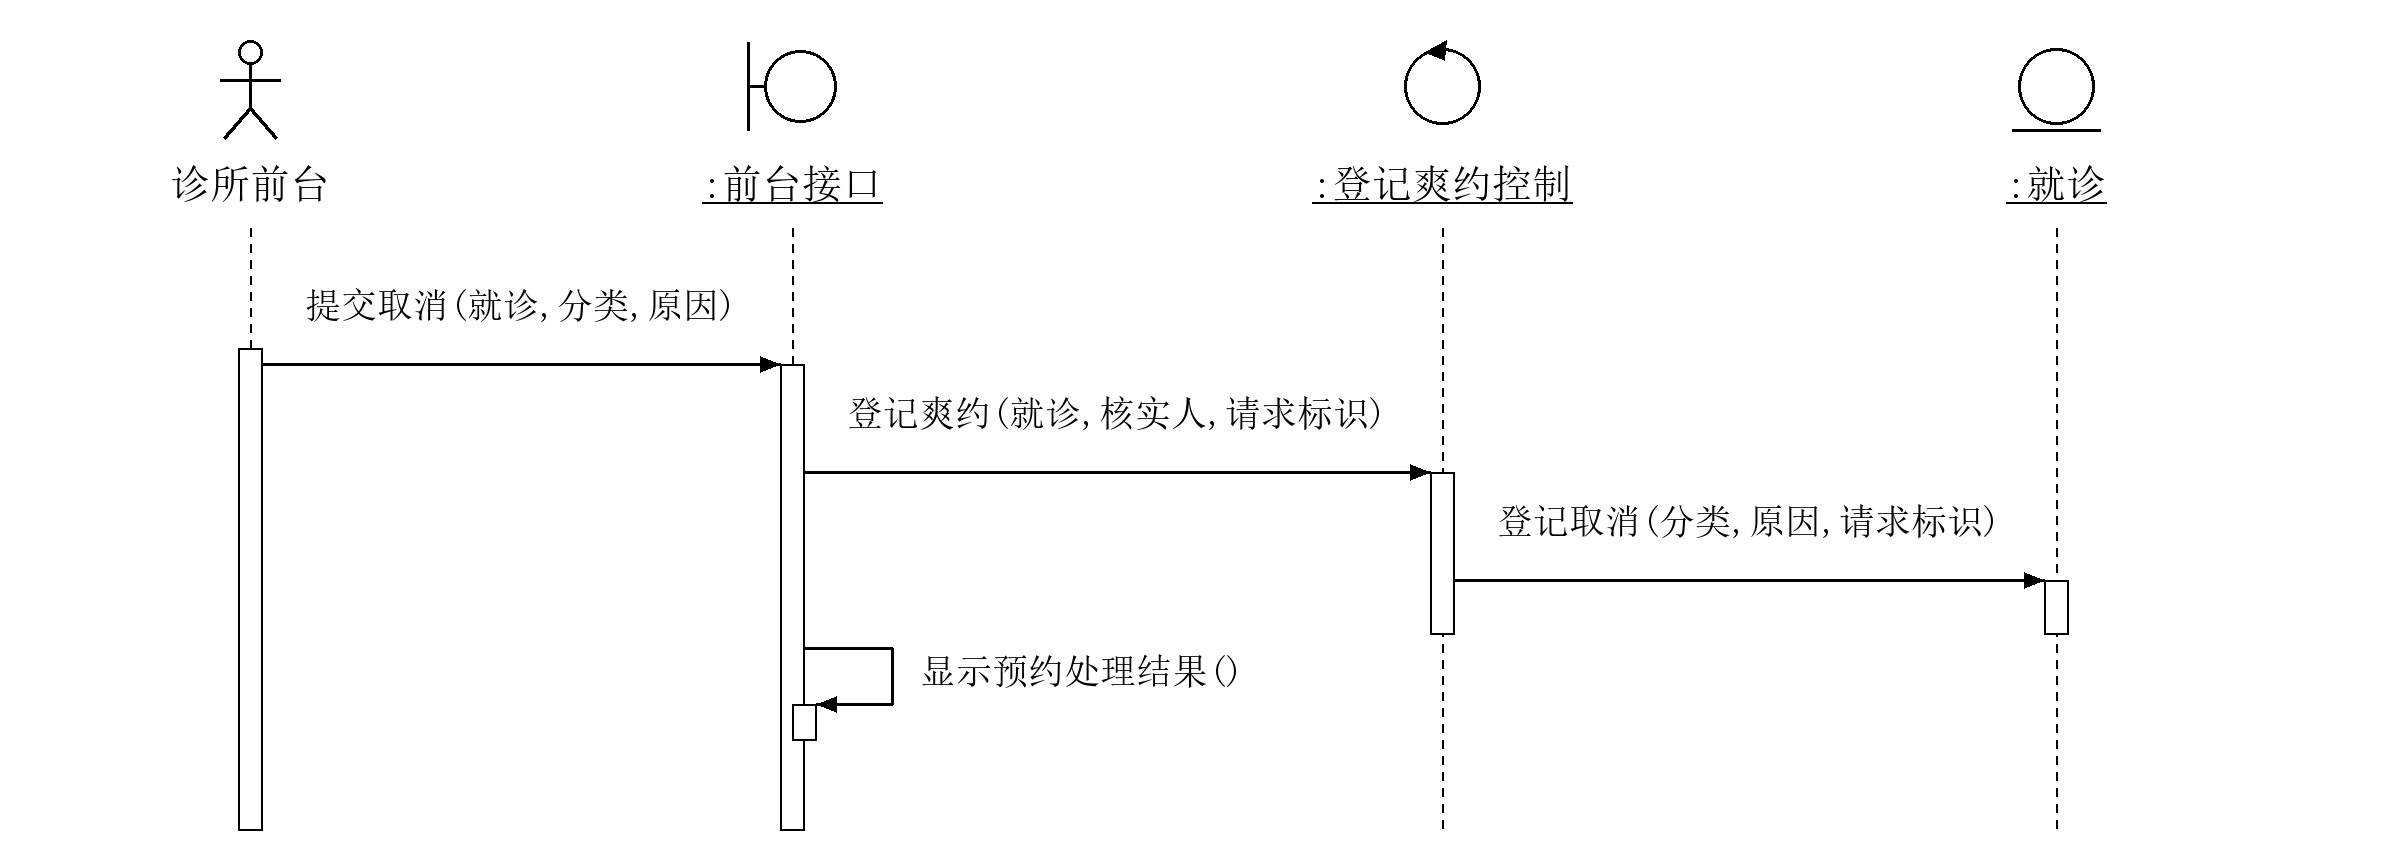 诊所前台
:前台接口
:登记爽约控制
:就诊
提交取消(就诊,分类,原因)
登记爽约(就诊,核实人,请求标识)
登记取消(分类,原因,请求标识)
显示预约处理结果()